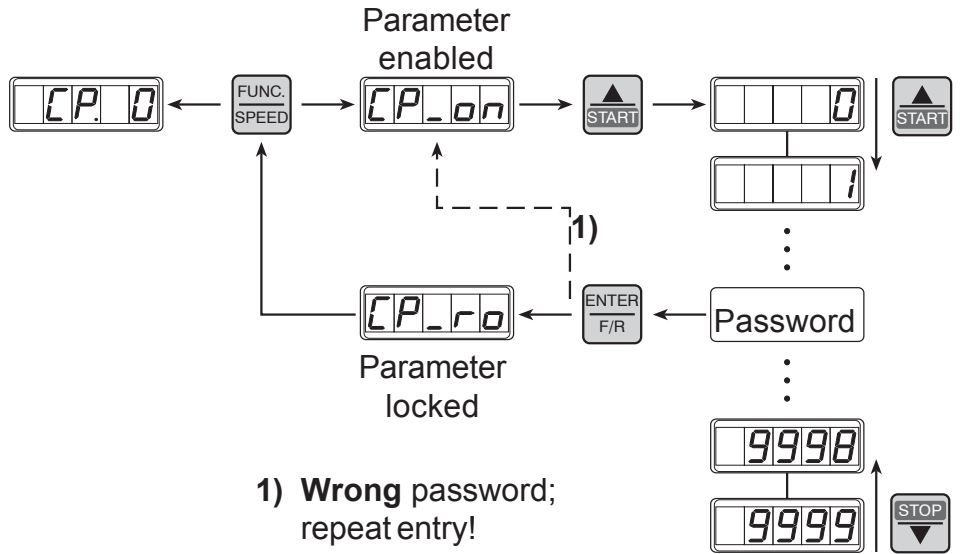 Parameter
enabled
CP. 0
FUNC.
SPEED
CP_on
START
0
START
1
1)
CP_ro
ENTER
F/R
Password
Parameter
locked
9998
1) Wrong password;
repeat entry!
9999
STOP